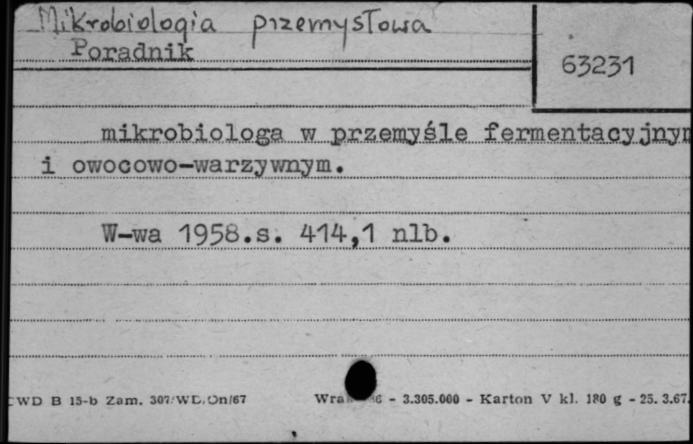 Mikrobiologia przemysłowa
Poradnik
63231
mikrobiologa w przemyśle fermentacyjnym
i owocowo-warzywnym.
W-wa 1958.s. 414,1 nlb.
WD B 15-b Zam. 307/WD/On/67
- 3.305.000 - Karton V kl. 180 g - 25. 3.67.